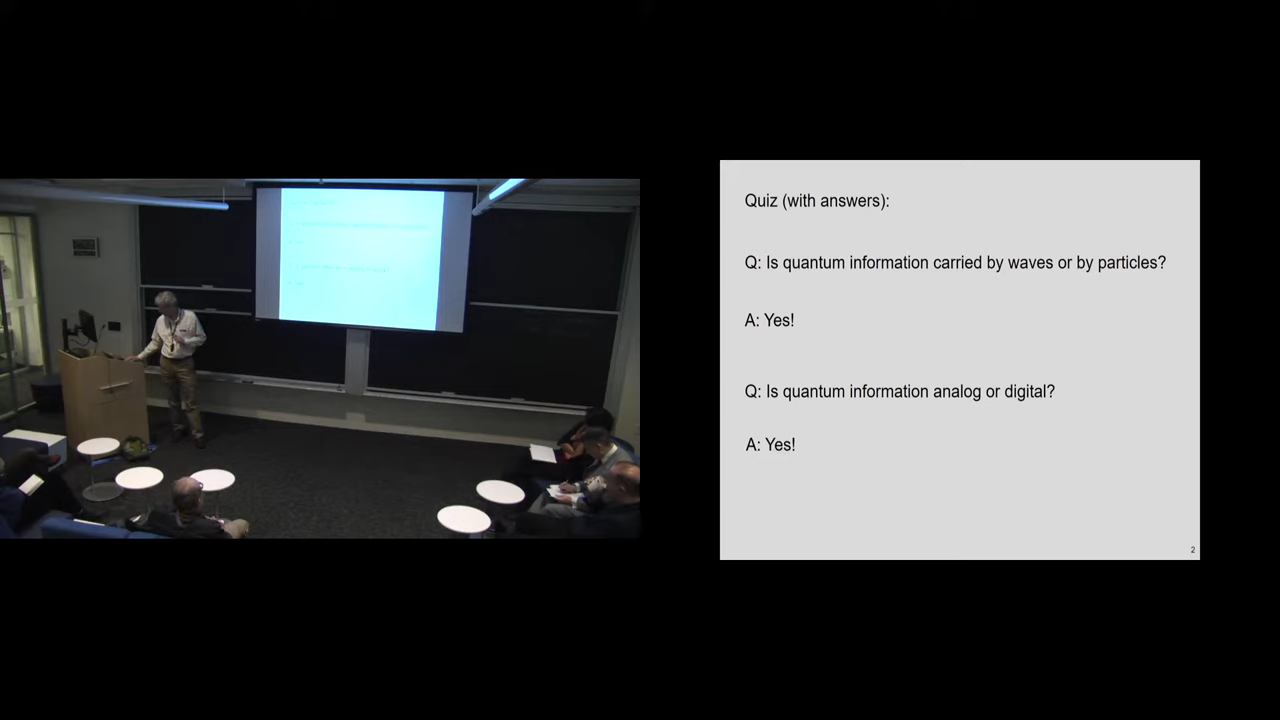 Quiz (with answers):
Q: Is quantum information carried by waves or by particles?
A: Yes!
Q: Is quantum information analog or digital?
A: Yes!
2